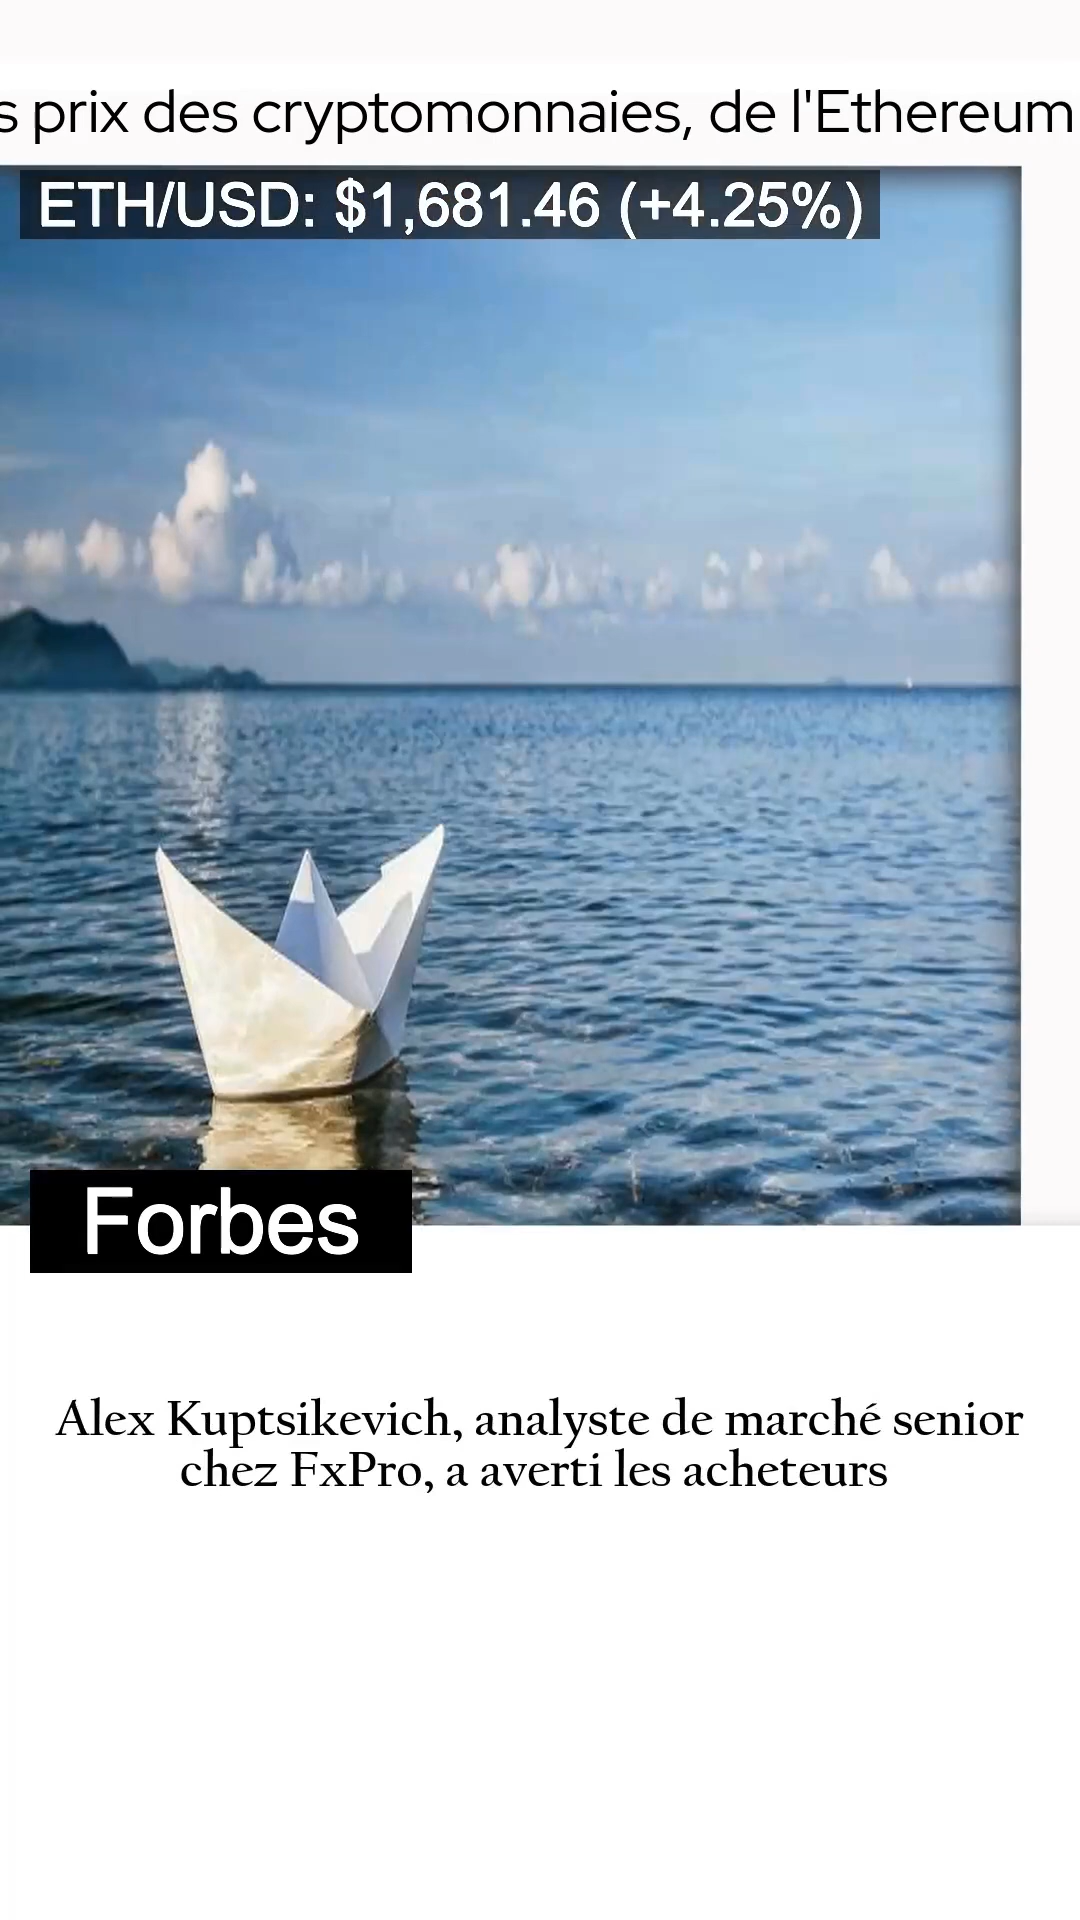 s prix des cryptomonnaies, de l'Ethereum
ETH/USD: $1,681.46 (+4.25%)
Forbes
Alex Kuptsikevich, analyste de marché senior
chez FxPro, a averti les acheteurs